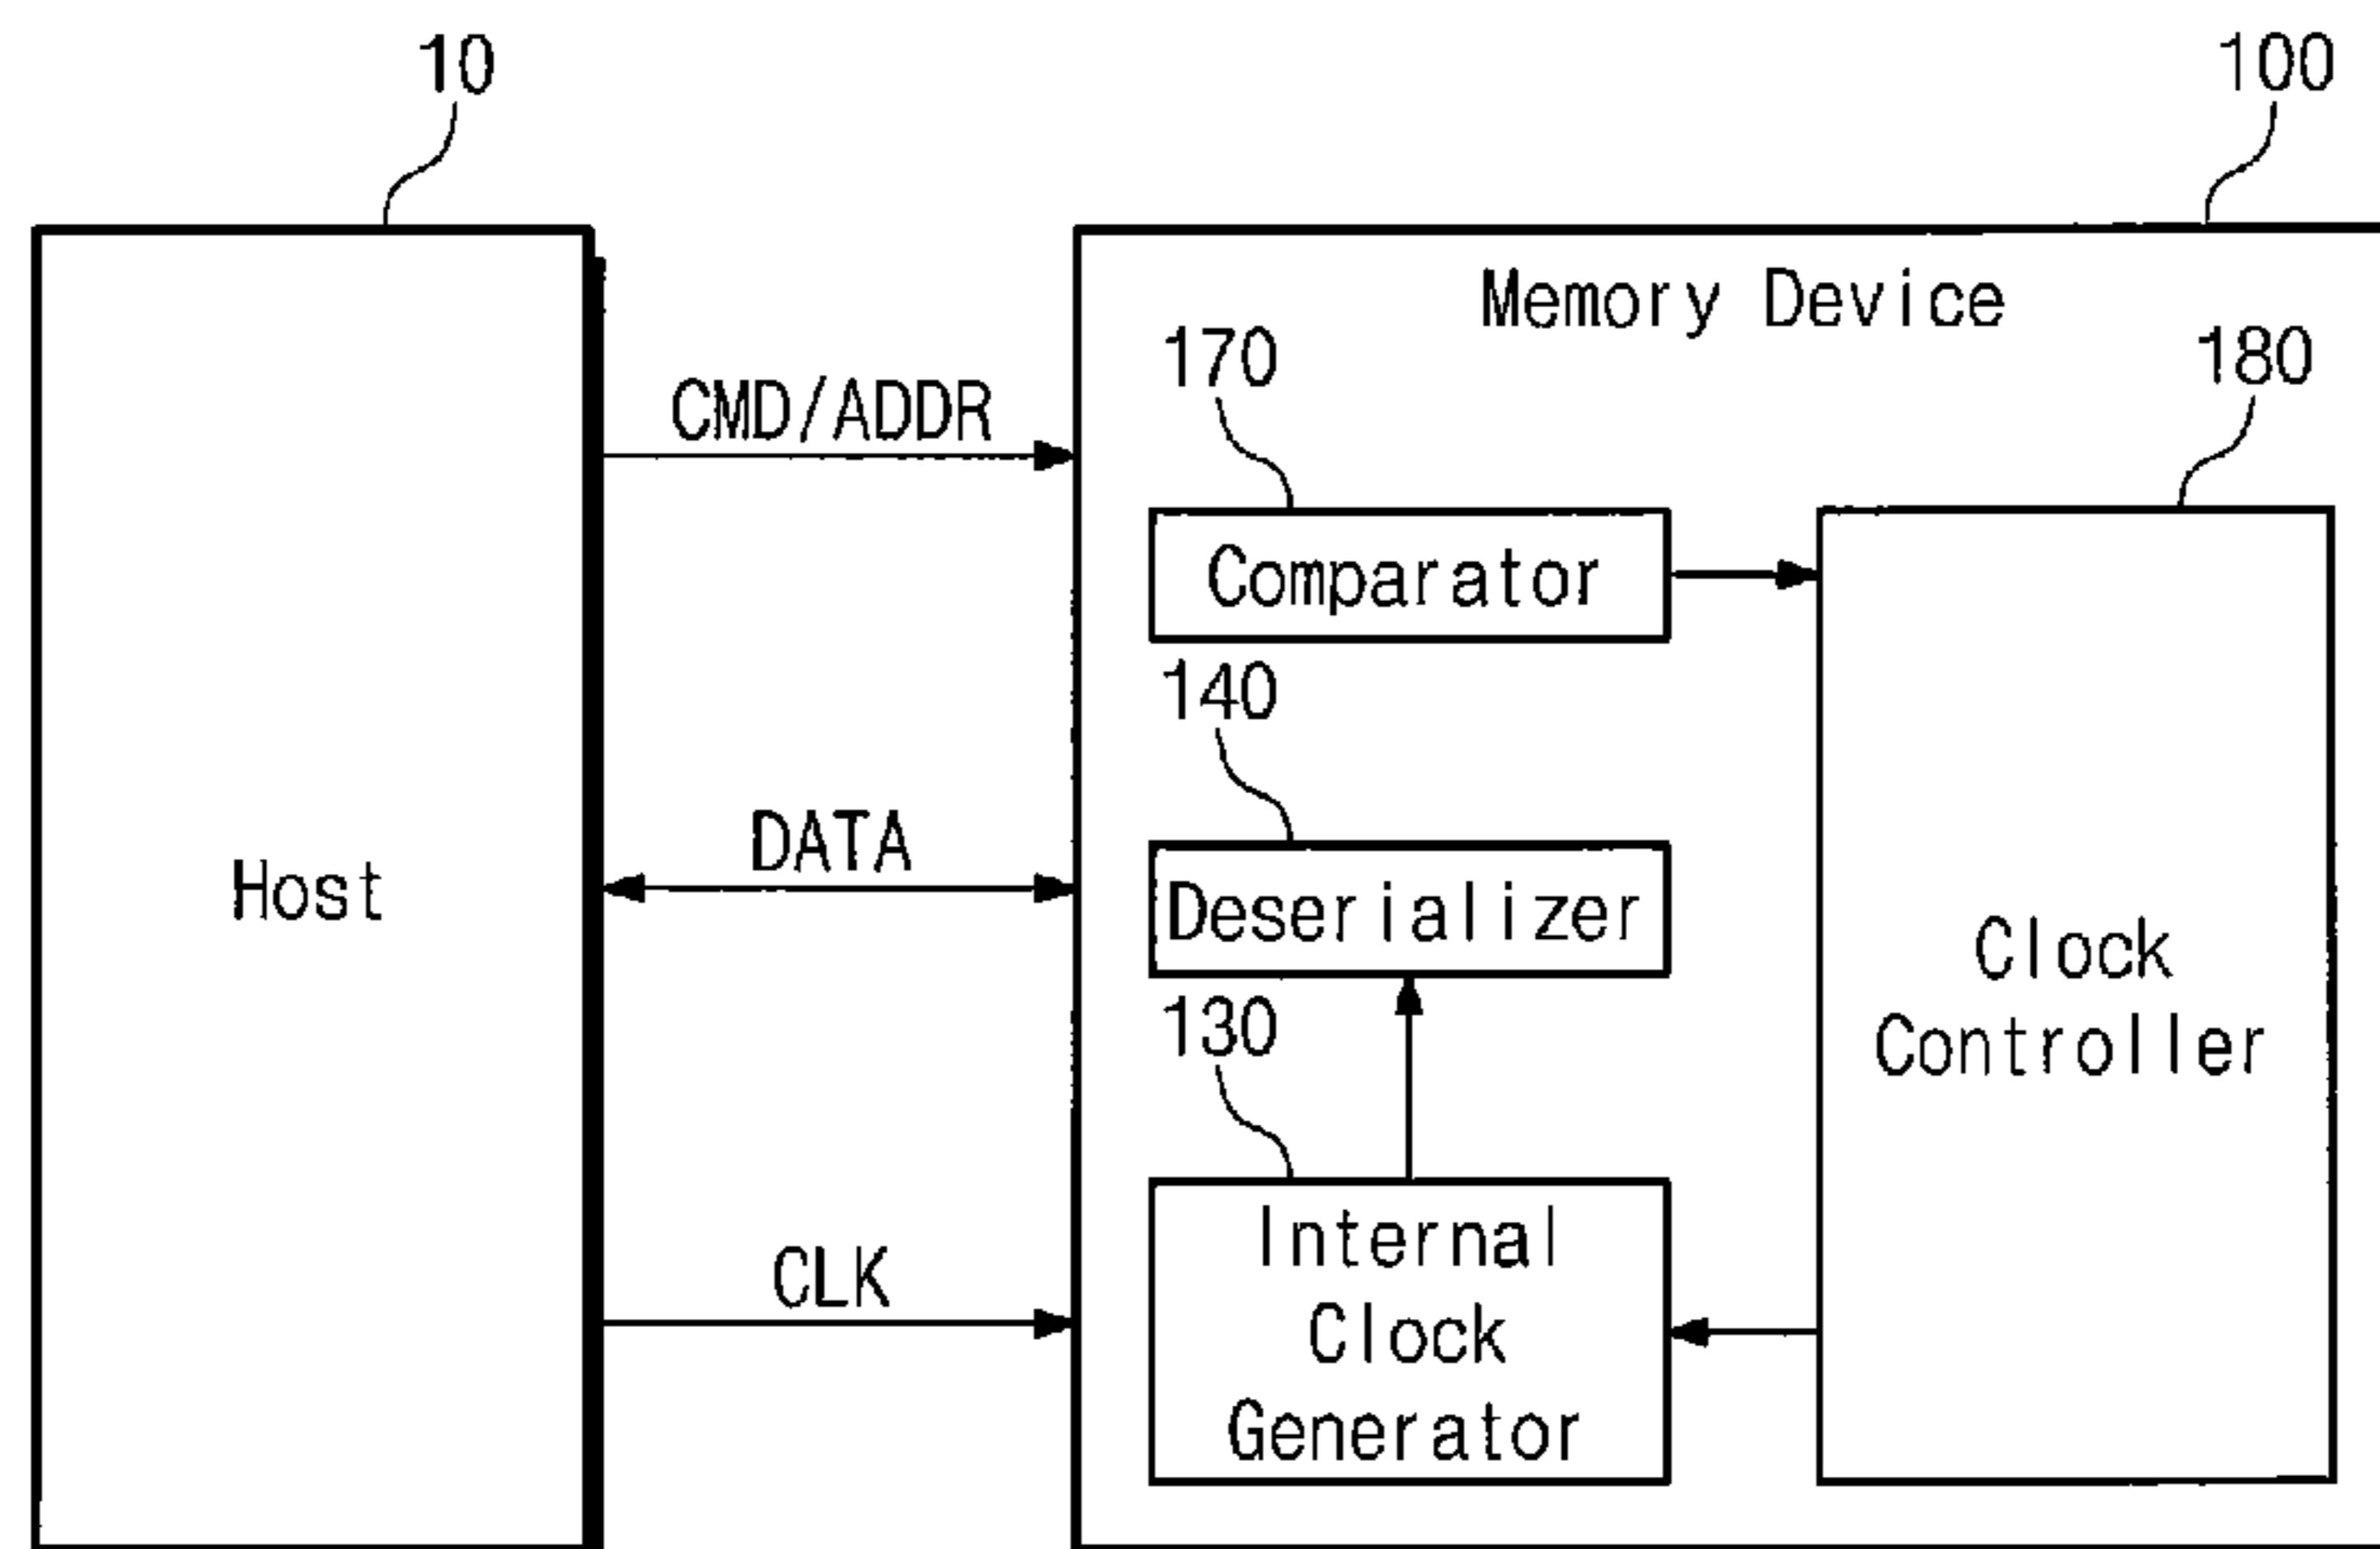 10
100
Memory Device
170
180
CMD/ADDR
Comparator
140
DATA
Host
Deserializer
Clock
Controller
130
CLK
Internal
Clock
Generator